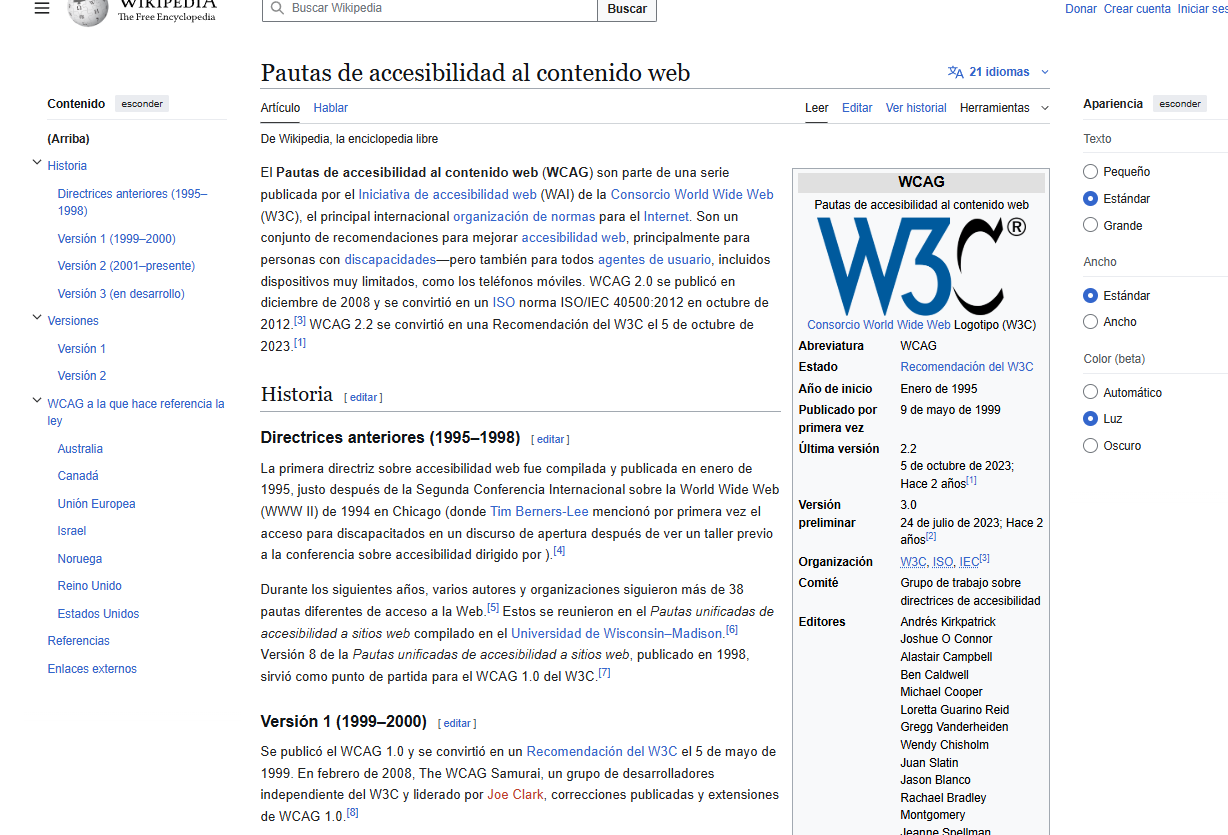 WIKIPEDIA
The Free Encyclopedia
Buscar Wikipedia
Buscar
Donar Crear cuenta Iniciar ses
Contenido esconder
(Arriba)
Historia
Directrices anteriores (1995–
1998)
Versión 1 (1999–2000)
Versión 2 (2001–presente)
Versión 3 (en desarrollo)
Versiones
Versión 1
Versión 2
WCAG a la que hace referencia la
ley
Australia
Canadá
Unión Europea
Israel
Noruega
Reino Unido
Estados Unidos
Referencias
Enlaces externos
Pautas de accesibilidad al contenido web
21 idiomas
Artículo Hablar
Leer Editar Ver historial Herramientas
De Wikipedia, la enciclopedia libre
El Pautas de accesibilidad al contenido web (WCAG) son parte de una serie
publicada por el Iniciativa de accesibilidad web (WAI) de la Consorcio World Wide Web
(W3C), el principal internacional organización de normas para el Internet. Son un
conjunto de recomendaciones para mejorar accesibilidad web, principalmente para
personas con discapacidades—pero también para todos agentes de usuario, incluidos
dispositivos muy limitados, como los teléfonos móviles. WCAG 2.0 se publicó en
diciembre de 2008 y se convirtió en un ISO norma ISO/IEC 40500:2012 en octubre de
2012.[3] WCAG 2.2 se convirtió en una Recomendación del W3C el 5 de octubre de
2023.[1]
Historia [ editar ]
Directrices anteriores (1995–1998) [ editar ]
La primera directriz sobre accesibilidad web fue compilada y publicada en enero de
1995, justo después de la Segunda Conferencia Internacional sobre la World Wide Web
(WWW II) de 1994 en Chicago (donde Tim Berners-Lee mencionó por primera vez el
acceso para discapacitados en un discurso de apertura después de ver un taller previo
a la conferencia sobre accesibilidad dirigido por ).[4]
Durante los siguientes años, varios autores y organizaciones siguieron más de 38
pautas diferentes de acceso a la Web.[5] Estos se reunieron en el Pautas unificadas de
accesibilidad a sitios web compilado en el Universidad de Wisconsin–Madison.[6]
Versión 8 de la Pautas unificadas de accesibilidad a sitios web, publicado en 1998,
sirvió como punto de partida para el WCAG 1.0 del W3C.[7]
Versión 1 (1999–2000) [ editar ]
Se publicó el WCAG 1.0 y se convirtió en un Recomendación del W3C el 5 de mayo de
1999. En febrero de 2008, The WCAG Samurai, un grupo de desarrolladores
independiente del W3C y liderado por Joe Clark, correcciones publicadas y extensiones
de WCAG 1.0.[8]
WCAG
Pautas de accesibilidad al contenido web
W3C®
Consorcio World Wide Web Logotipo (W3C)
Abreviatura WCAG
Estado Recomendación del W3C
Año de inicio Enero de 1995
Publicado por 9 de mayo de 1999
primera vez
Última versión 2.2
5 de octubre de 2023;
Hace 2 años[1]
Versión 3.0
preliminar 24 de julio de 2023; Hace 2
años[2]
Organización W3C, ISO, IEC[3]
Comité Grupo de trabajo sobre
directrices de accesibilidad
Editores Andrés Kirkpatrick
Joshue O Connor
Alastair Campbell
Ben Caldwell
Michael Cooper
Loretta Guarino Reid
Gregg Vanderheiden
Wendy Chisholm
Juan Slatin
Jason Blanco
Rachael Bradley
Montgomery
Jeanne Spellman
Apariencia esconder
Texto
Pequeño
Estándar
Grande
Ancho
Estándar
Ancho
Color (beta)
Automático
Luz
Oscuro